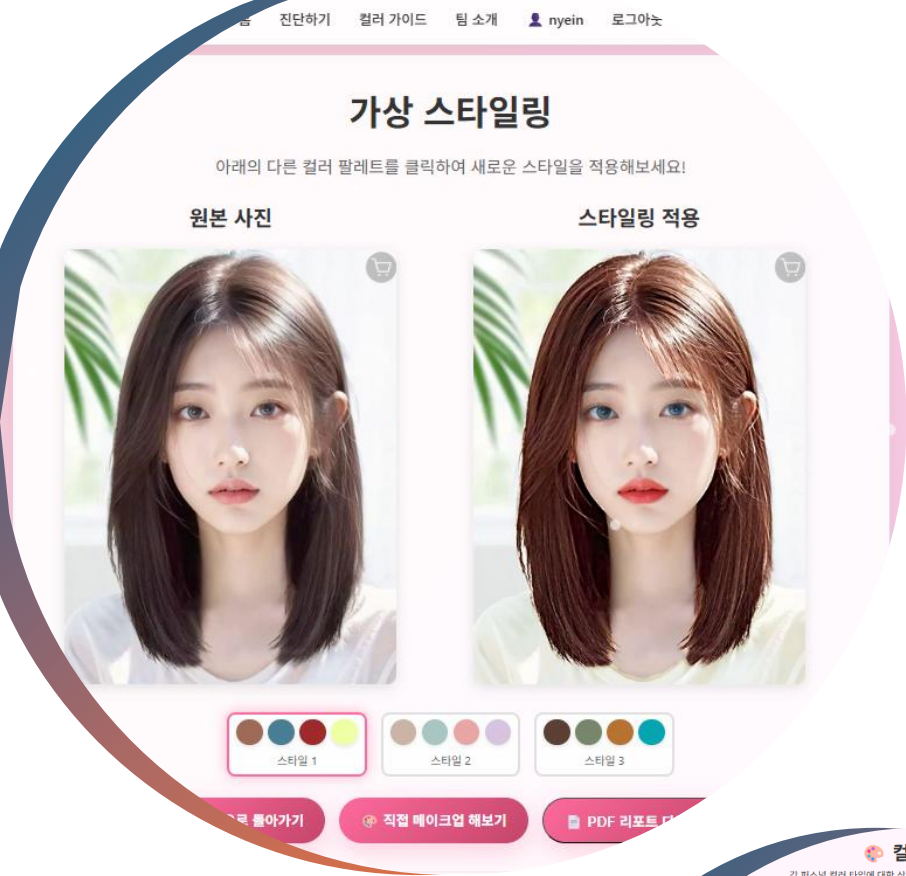 진단하기 컬러 가이드 팀 소개 nyein 로그아웃
가상 스타일링
아래의 다른 컬러 팔레트를 클릭하여 새로운 스타일을 적용해보세요!
원본 사진 스타일링 적용
스타일 1 스타일 2 스타일 3
돌아가기 직접 메이크업 해보기 PDF 리포트